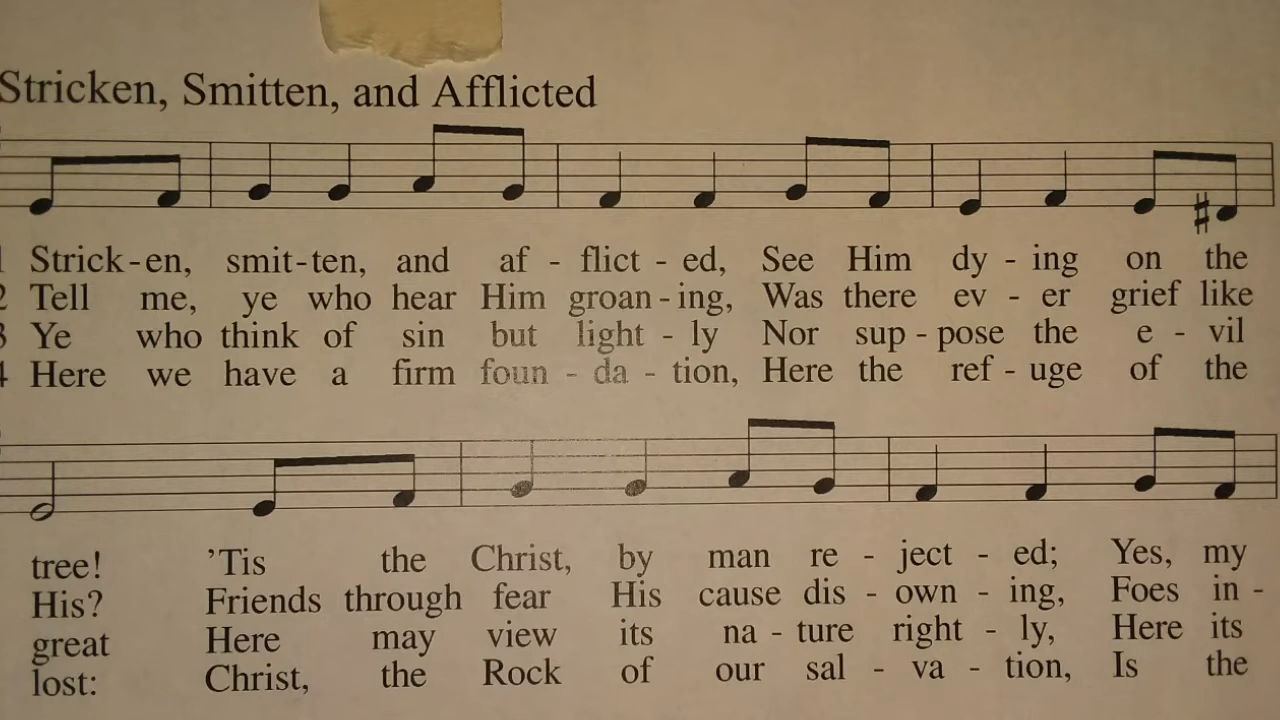 Stricken, Smitten, and Afflicted
1 Strick-en, smit-ten, and af - flict - ed, See Him dy - ing on the
2 Tell me, ye who hear Him groan-ing, Was there ev - er grief like
3 Ye who think of sin but light - ly Nor sup - pose the e - vil
4 Here we have a firm foun - da - tion, Here the ref - uge of the
tree! ’Tis the Christ, by man re - ject - ed; Yes, my
His? Friends through fear His cause dis - own - ing, Foes in -
great Here may view its na - ture right - ly, Here its
lost: Christ, the Rock of our sal - va - tion, Is the